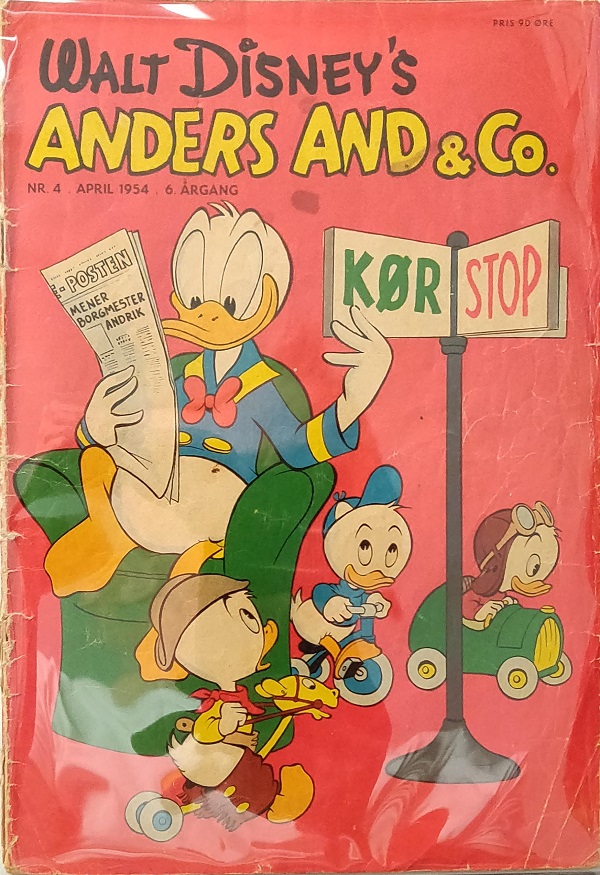 PRIS 90 ØRE
WALT DISNEY'S
ANDERS AND & CO.
NR. 4 . APRIL 1954 . 6. ÅRGANG
POSTEN
MENER
BORGMESTER
ANDRIK
KØR STOP